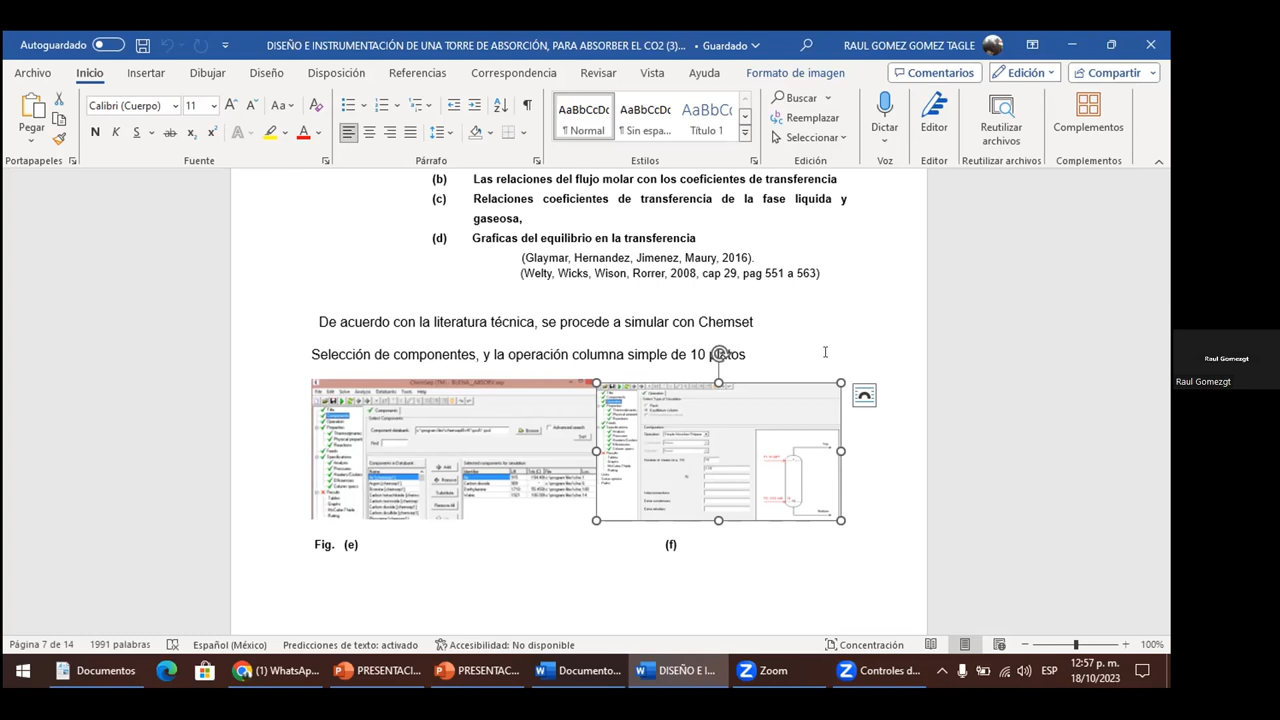 Autoguardado
DISEÑO E INSTRUMENTACIÓN DE UNA TORRE DE ABSORCIÓN, PARA ABSORBER EL CO2 (3)... • Guardado
RAUL GOMEZ GOMEZ TAGLE
Archivo Inicio Insertar Dibujar Diseño Disposición Referencias Correspondencia Revisar Vista Ayuda Formato de imagen
Comentarios Edición Compartir
Pegar
Calibri (Cuerpo) 11
N K S ab x₂ x²
AaBbCcDc AaBbCcDc AaBbCc
¶ Normal ¶ Sin espa... Título 1
Buscar
Reemplazar
Seleccionar
Dictar
Editor
Reutilizar archivos
Complementos
Portapapeles Fuente Párrafo Estilos Edición Voz Editor Reutilizar archivos Complementos
(b) Las relaciones del flujo molar con los coeficientes de transferencia
(c) Relaciones coeficientes de transferencia de la fase liquida y
gaseosa,
(d) Graficas del equilibrio en la transferencia
(Glaymar, Hernandez, Jimenez, Maury, 2016).
(Welty, Wicks, Wison, Rorrer, 2008, cap 29, pag 551 a 563)
De acuerdo con la literatura técnica, se procede a simular con Chemset
Selección de componentes, y la operación columna simple de 10
Fig. (e) (f)
Raul Gomezgt
Raul Gomezgt
Página 7 de 14 1991 palabras Español (México) Predicciones de texto: activado Accesibilidad: No disponible Concentración 100%
Documentos (1) WhatsAp... PRESENTACI... PRESENTAC... Documento... DISEÑO E I... Zoom Controles d... ESP 12:57 p. m.
18/10/2023